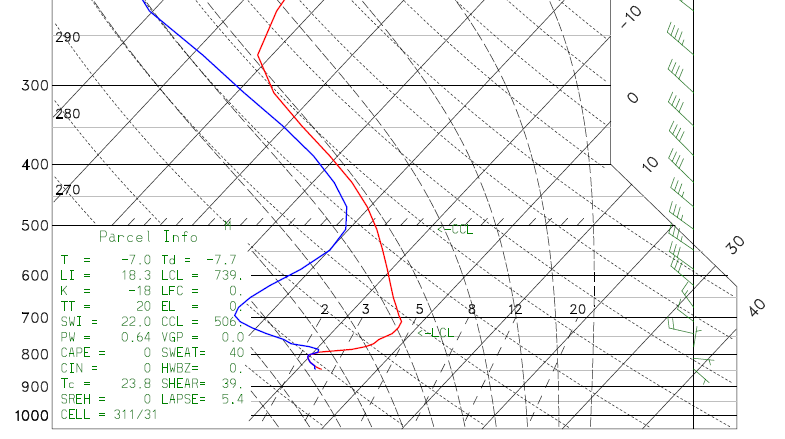 -10
290
300
0
280
400
10
270
500
<-CCL
Parcel Info
30
T = -7.0 Td = -7.7
LI = 18.3 LCL = 739.
600
K = -18 LFC = 0.
TT = 20 EL = 0
40
2 3 5 8 12 20
700
SWI = 22.0 CCL = 506.
<-LCL
PW = 0.64 VGP = 0.0
800
CAPE = 0 SWEAT= 40
CIN = 0 HWBZ= 0.
900
Tc = 23.8 SHEAR= 39.
SREH = 0 LAPSE= 5.4
1000
CELL = 311/31